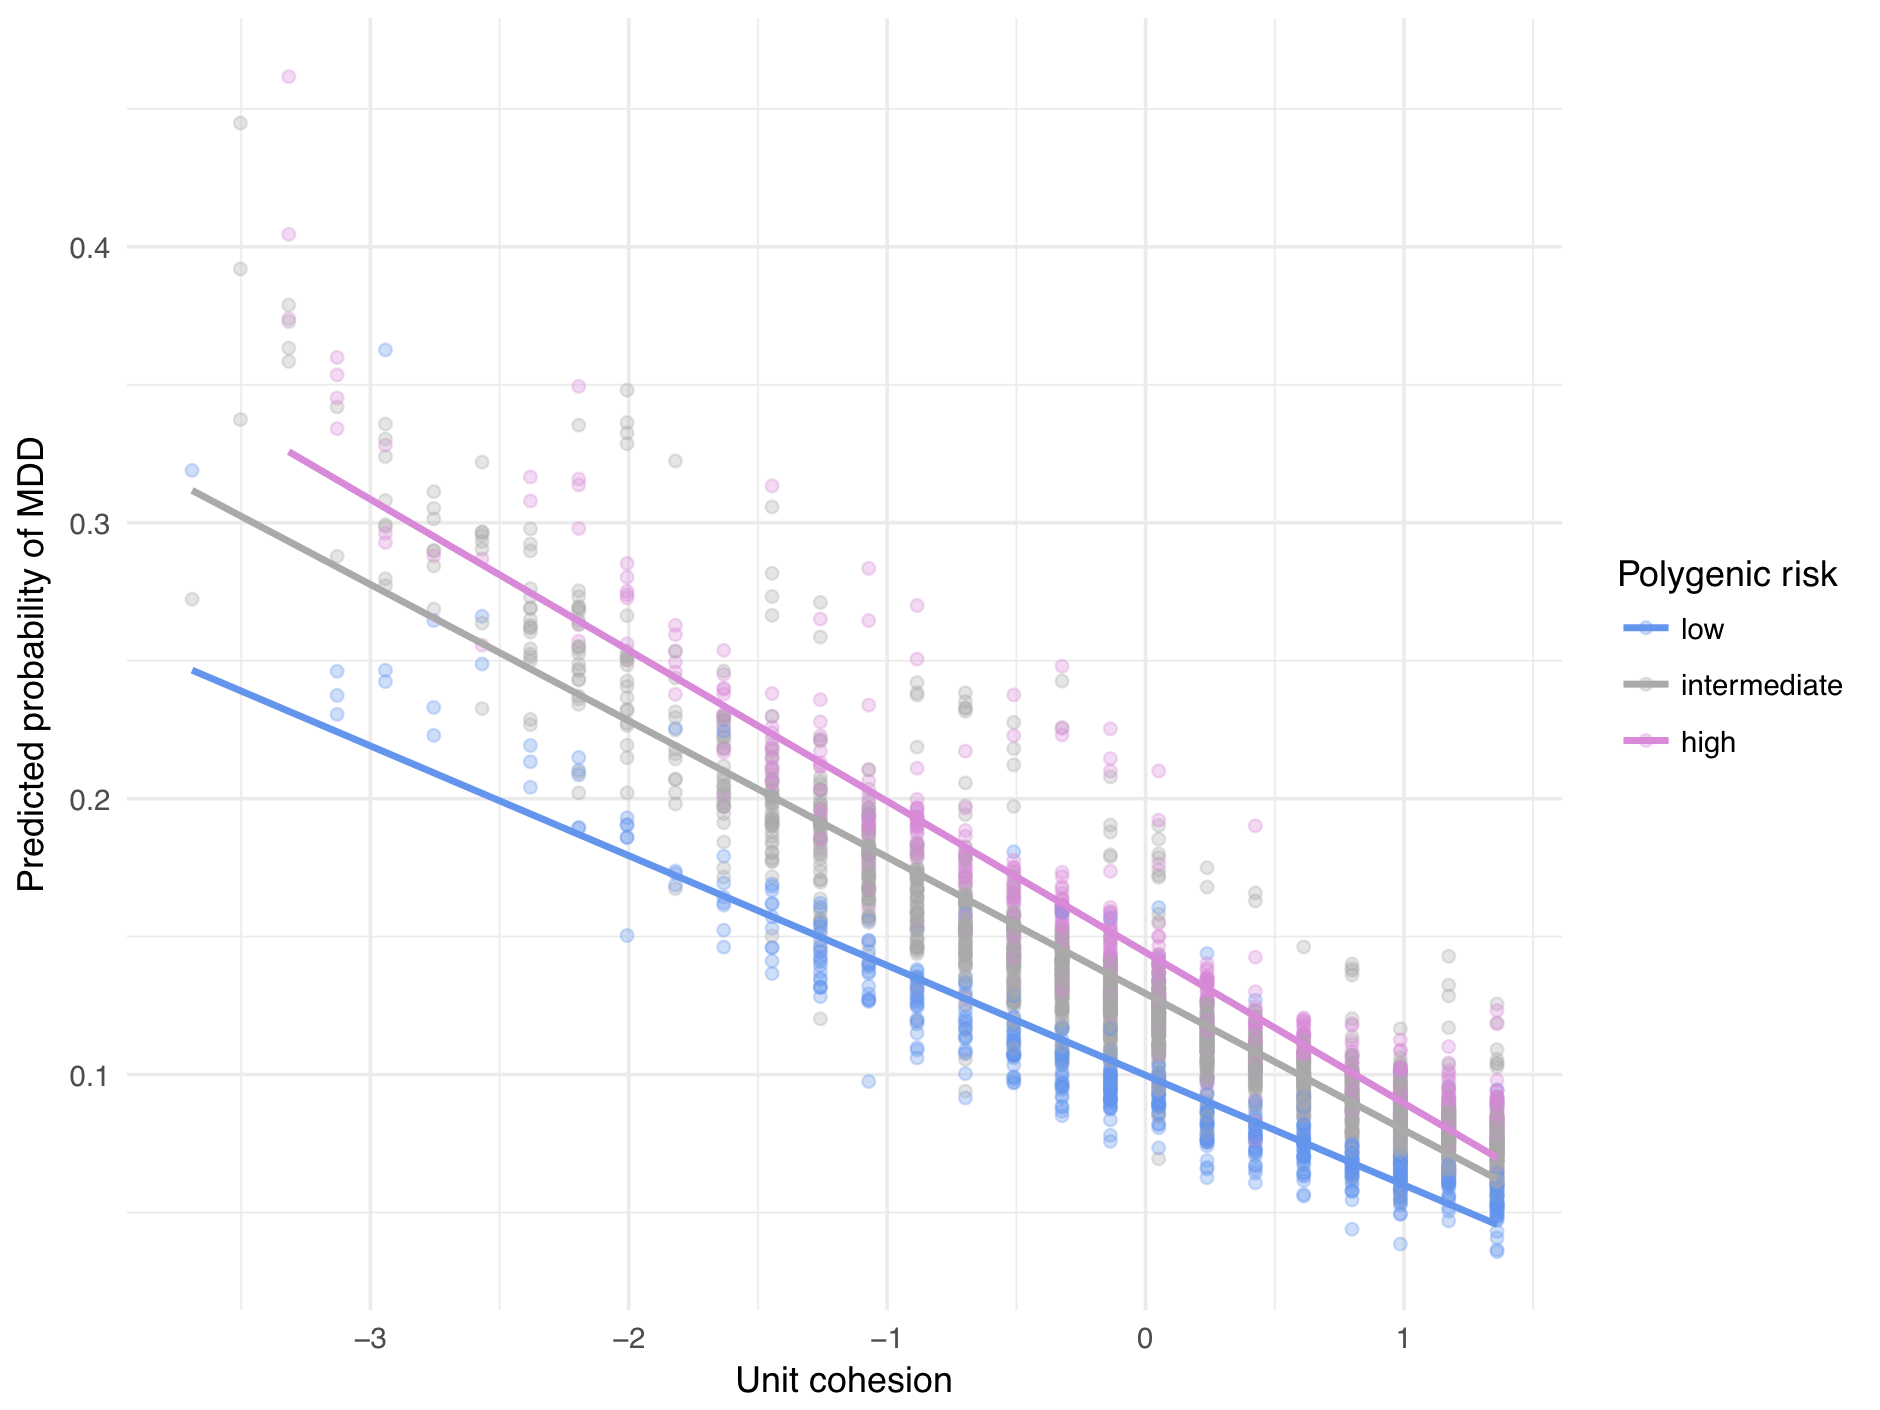 0.4
0.3
0.2
0.1
Predicted probability of MDD
−3
−2
−1
0
1
Unit cohesion
Polygenic risk
low
intermediate
high